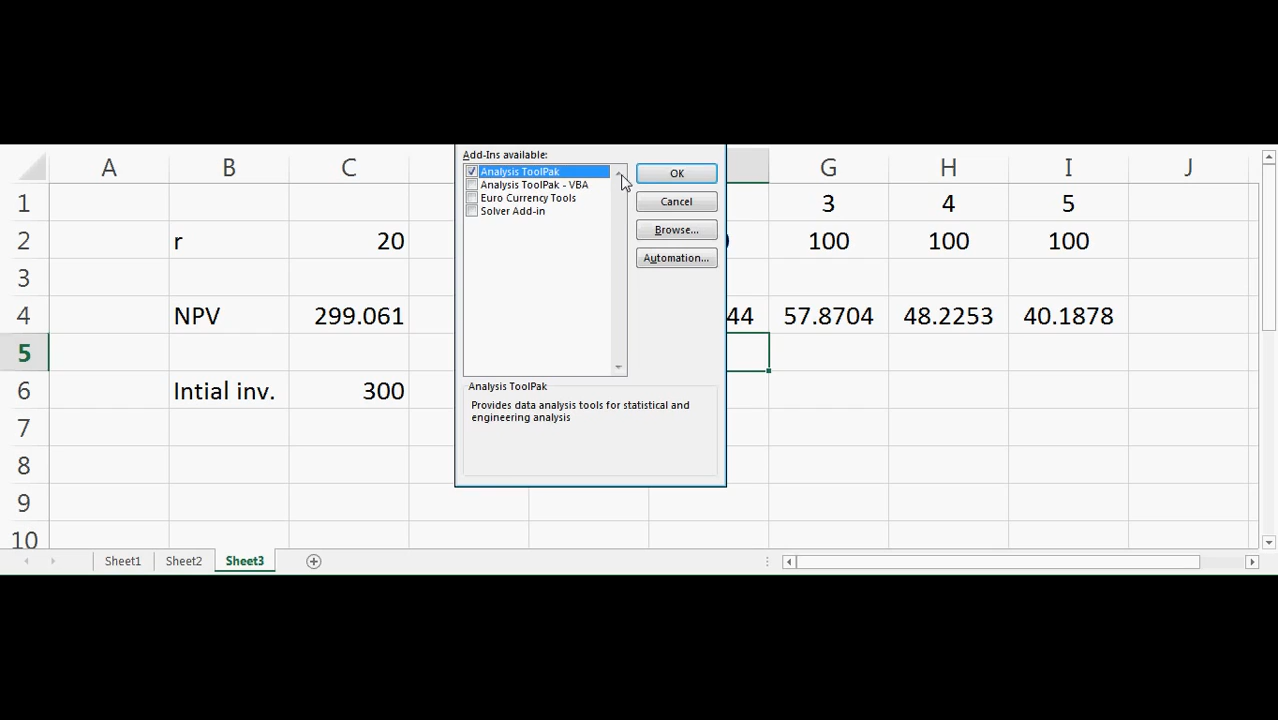 Add-Ins available:
Analysis ToolPak
Analysis ToolPak - VBA
Euro Currency Tools
Solver Add-in
OK
Cancel
Browse...
Automation...
Analysis ToolPak
Provides data analysis tools for statistical and
engineering analysis
A B C G H I J
1 3 4 5
2 r 20 100 100 100
3
4 NPV 299.061 44 57.8704 48.2253 40.1878
5
6 Intial inv. 300
7
8
9
10
Sheet1 Sheet2 Sheet3